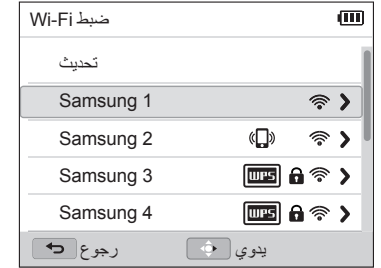 ضبط Wi-Fi
تحديث
Samsung 1
Samsung 2
Samsung 3 WPS
Samsung 4 WPS
يدوي رجوع